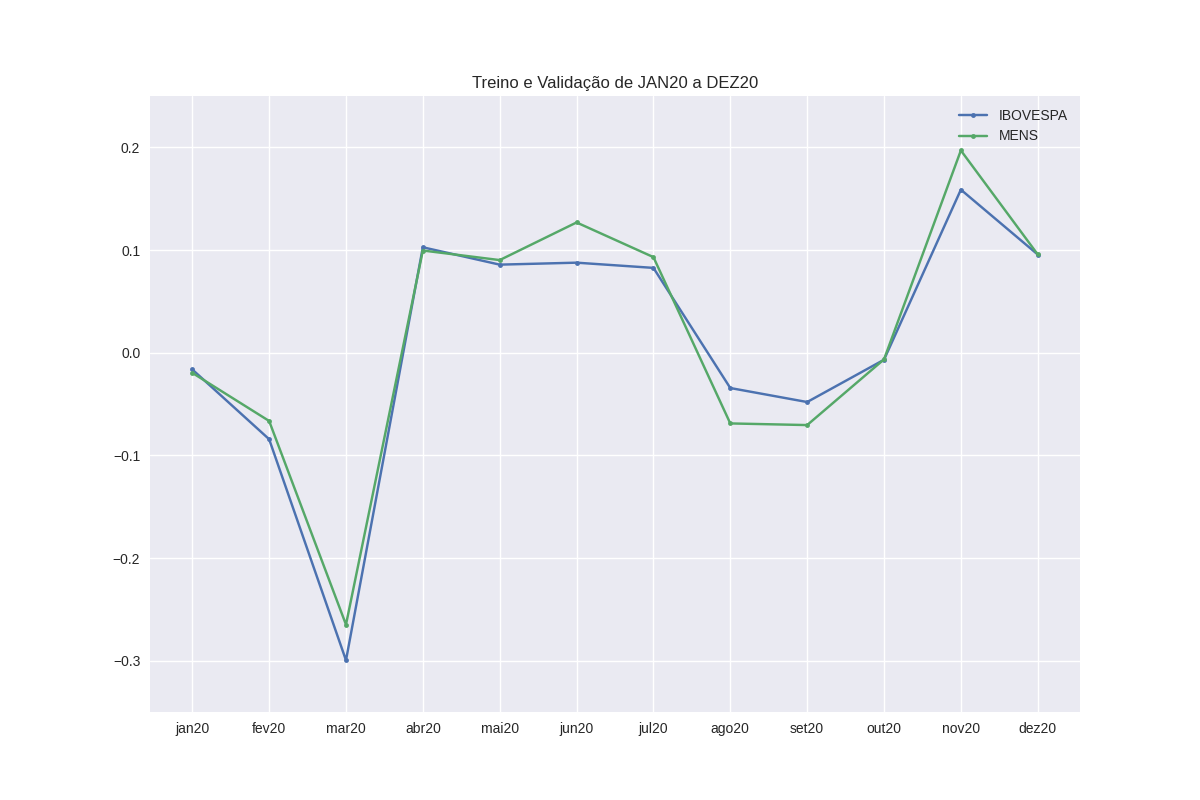 Treino e Validação de JAN20 a DEZ20
IBOVESPA
MENS
0.2
0.1
0.0
−0.1
−0.2
−0.3
jan20 fev20 mar20 abr20 mai20 jun20 jul20 ago20 set20 out20 nov20 dez20